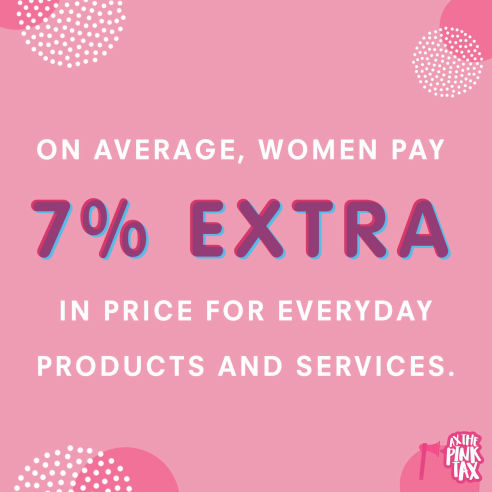 ON AVERAGE, WOMEN PAY
7% EXTRA
IN PRICE FOR EVERYDAY
PRODUCTS AND SERVICES.
AX THE
PINK
TAX